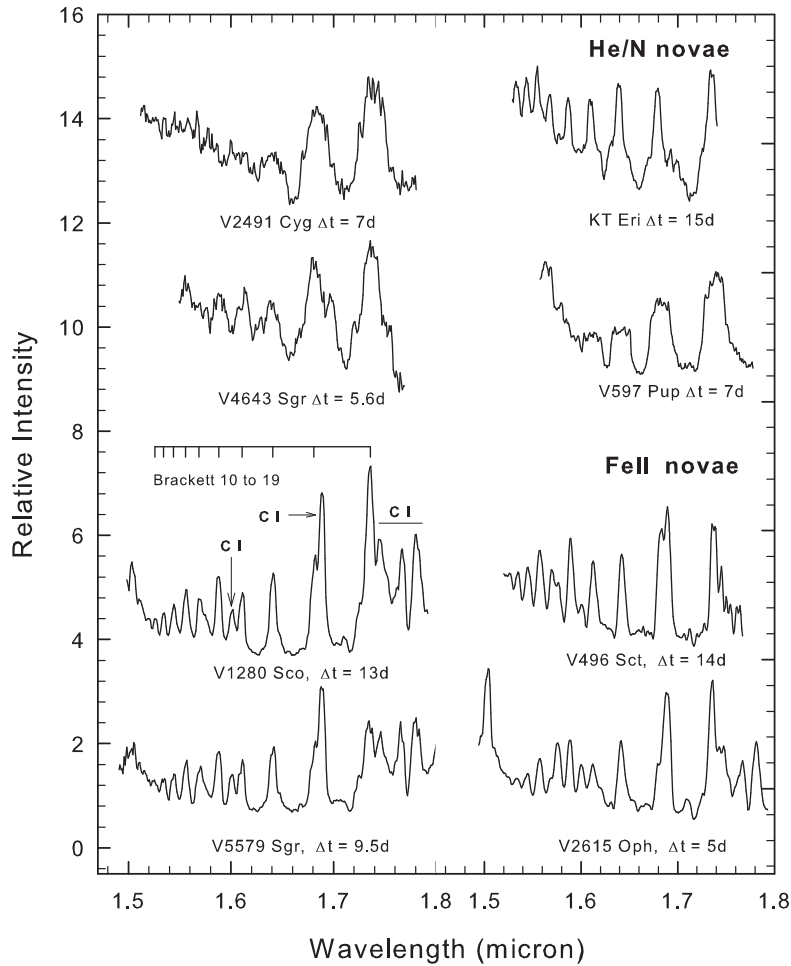 16
14
12
10
8
6
4
2
0
Relative Intensity
He/N novae
V2491 Cyg Δt = 7d
KT Eri Δt = 15d
V4643 Sgr Δt = 5.6d
V597 Pup Δt = 7d
Brackett 10 to 19
FeII novae
C I
C I
C I
V1280 Sco, Δt = 13d
V496 Sct, Δt = 14d
V5579 Sgr, Δt = 9.5d
V2615 Oph, Δt = 5d
1.5 1.6 1.7 1.8 1.5 1.6 1.7 1.8
Wavelength (micron)